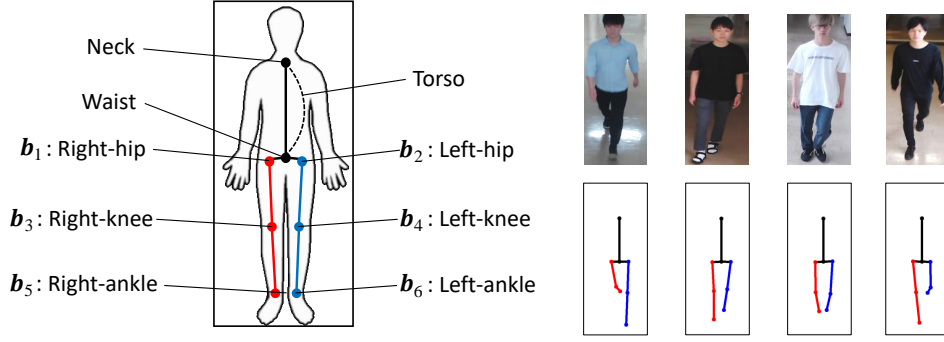 Neck
Torso
Waist
b₁ : Right-hip
b₂ : Left-hip
b₃ : Right-knee
b₄ : Left-knee
b₅ : Right-ankle
b₆ : Left-ankle